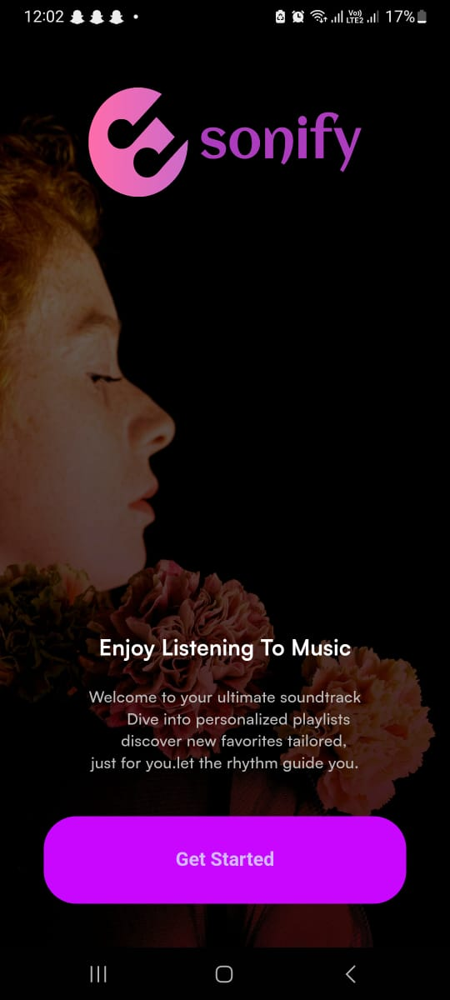 12:02
Vo)) LTE2 17%
sonify
Enjoy Listening To Music
Welcome to your ultimate soundtrack
Dive into personalized playlists
discover new favorites tailored,
just for you.let the rhythm guide you.
Get Started